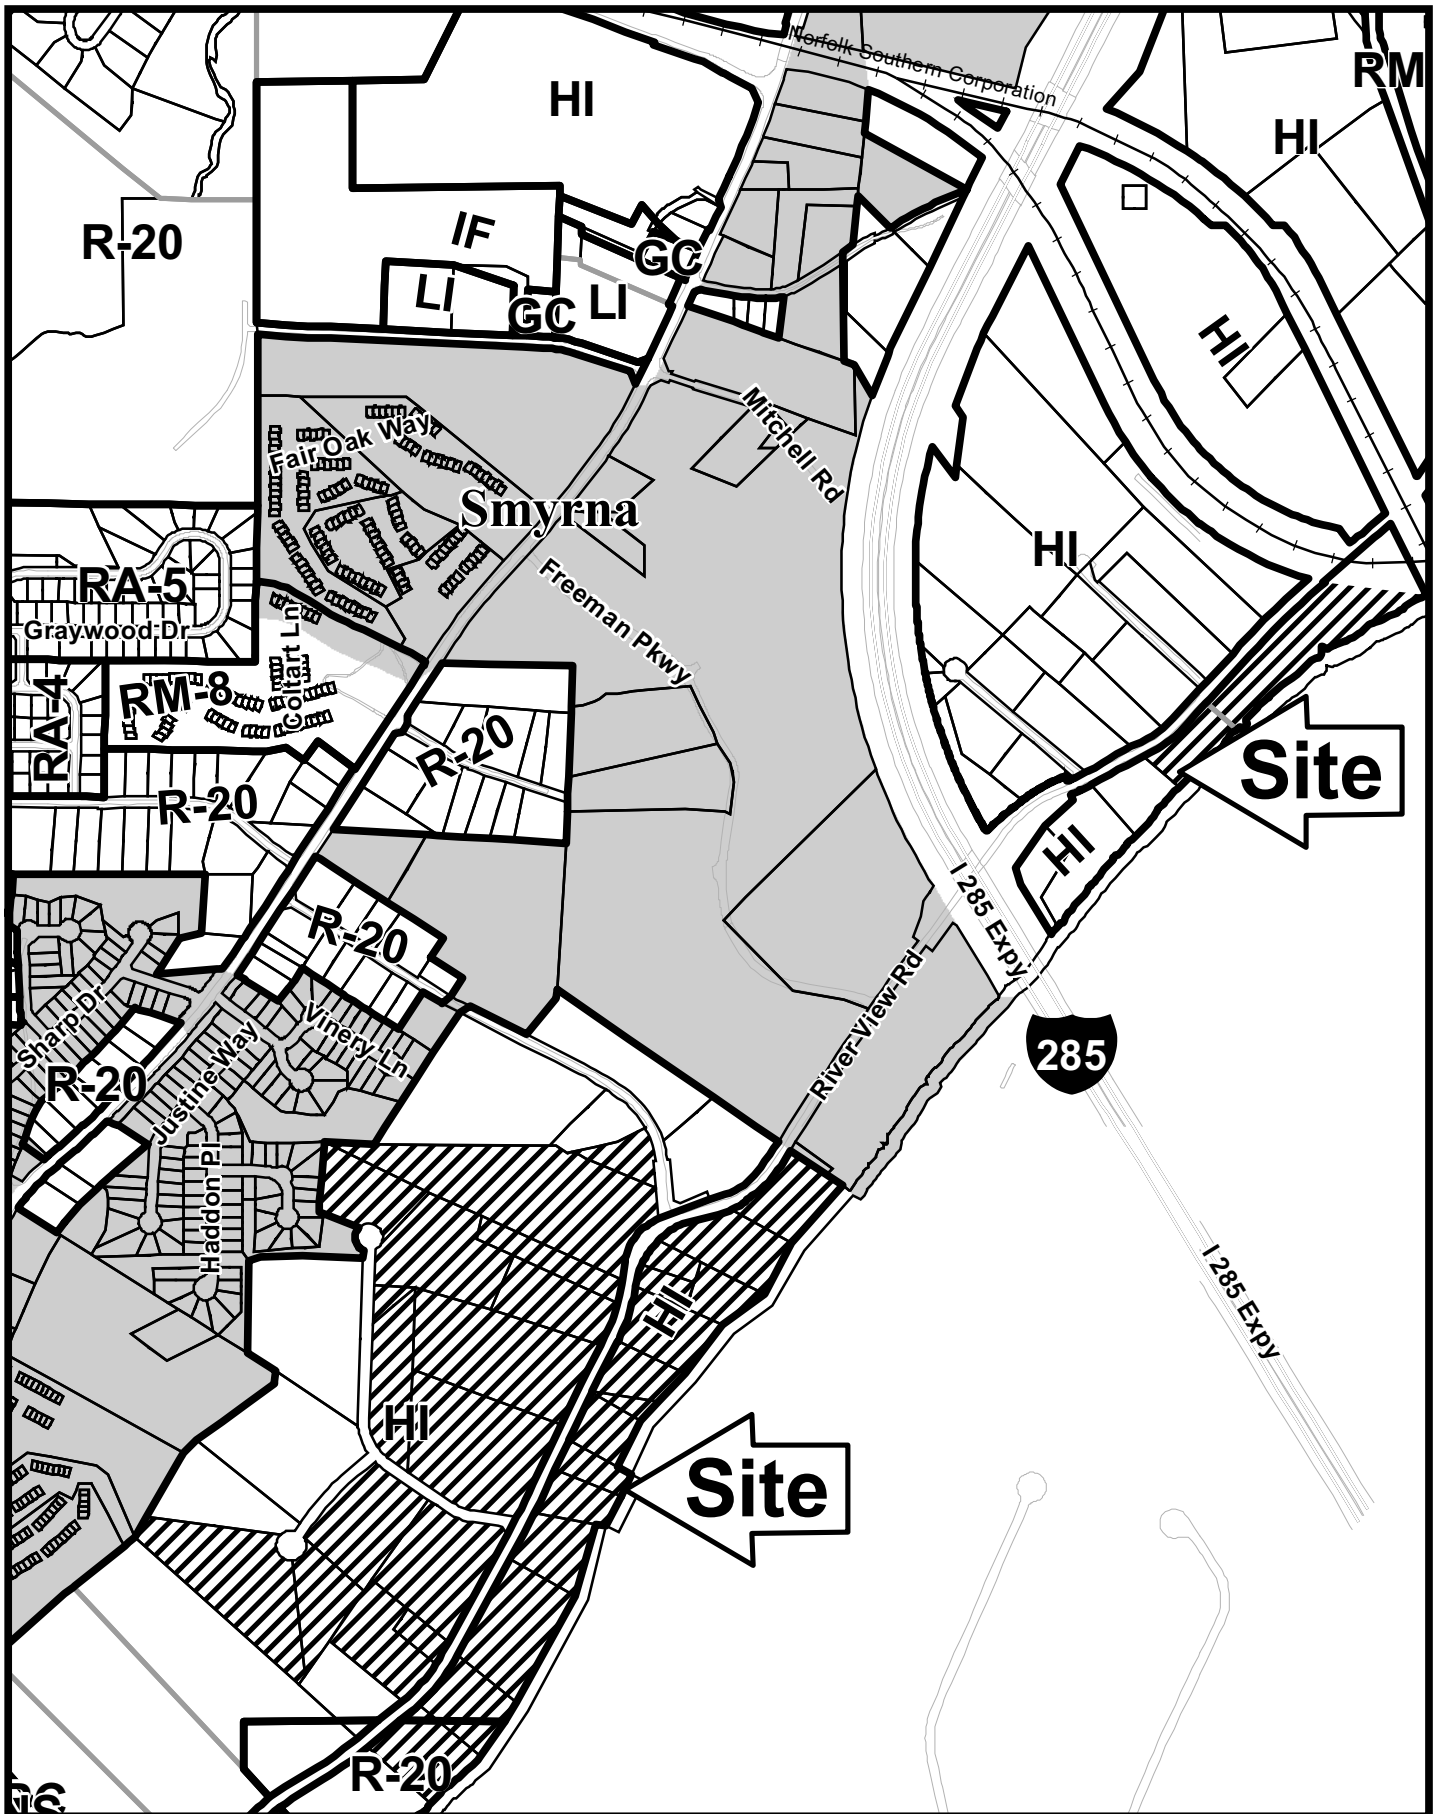 Norfolk Southern Corporation
RM
HI
HI
R-20
IF
GC
LI
GC
LI
HI
Mitchell Rd
Fair Oak Way
Smyrna
HI
RA-5
Freeman Pkwy
Graywood Dr
Coltart Ln
RM-8
RA-4
R-20
Site
R-20
HI
I 285 Expy
R-20
River View Rd
Sharp Dr
Vinery Ln
285
R-20
Justine Way
Haddon Pl
I 285 Expy
HI
HI
Site
R-20